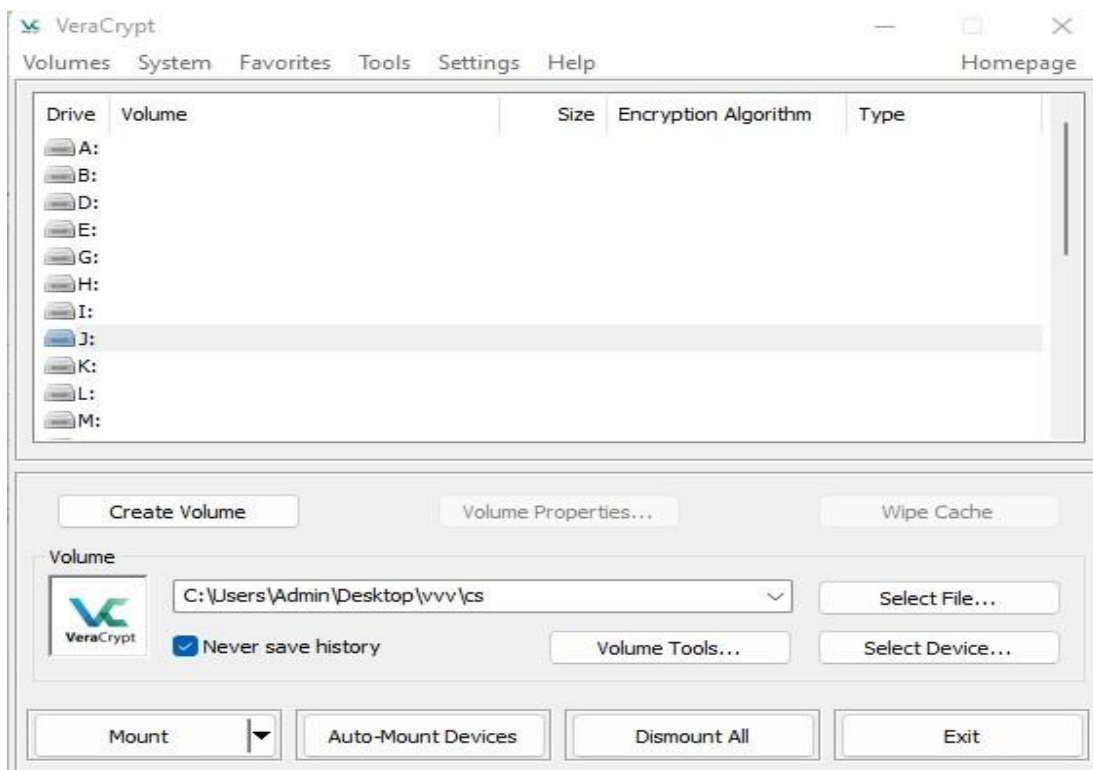 VeraCrypt
Volumes System Favorites Tools Settings Help Homepage
Drive Volume Size Encryption Algorithm Type
A:
B:
D:
E:
G:
H:
I:
J:
K:
L:
M:
Create Volume Volume Properties... Wipe Cache
Volume
C:\Users\Admin\Desktop\vvv\cs Select File...
VeraCrypt
Never save history Volume Tools... Select Device...
Mount Auto-Mount Devices Dismount All Exit